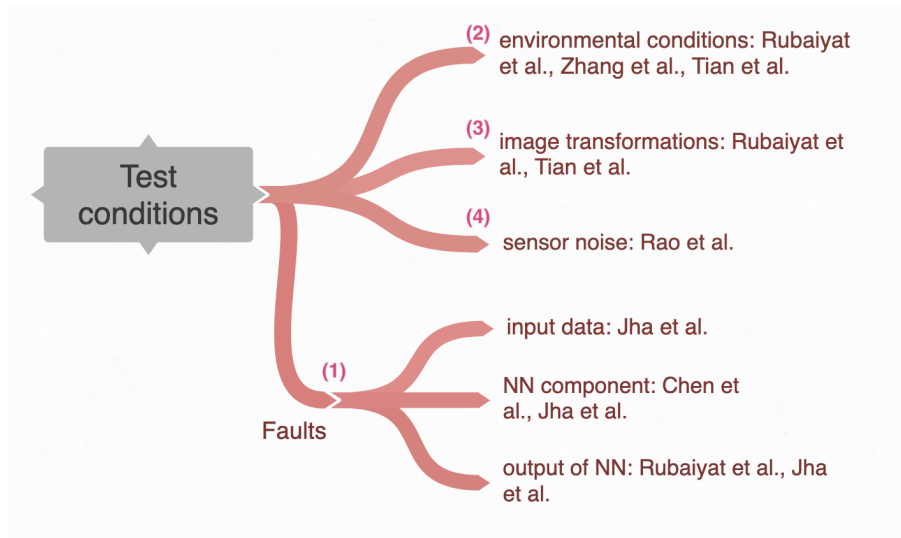 Test
conditions
(2)
environmental conditions: Rubaiyat
et al., Zhang et al., Tian et al.
(3)
image transformations: Rubaiyat et
al., Tian et al.
(4)
sensor noise: Rao et al.
(1)
Faults
input data: Jha et al.
NN component: Chen et
al., Jha et al.
output of NN: Rubaiyat et al., Jha
et al.